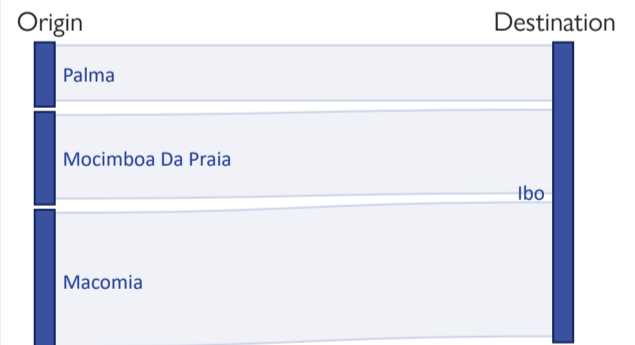 Origin
Destination
Palma
Mocimboa Da Praia
Ibo
Macomia